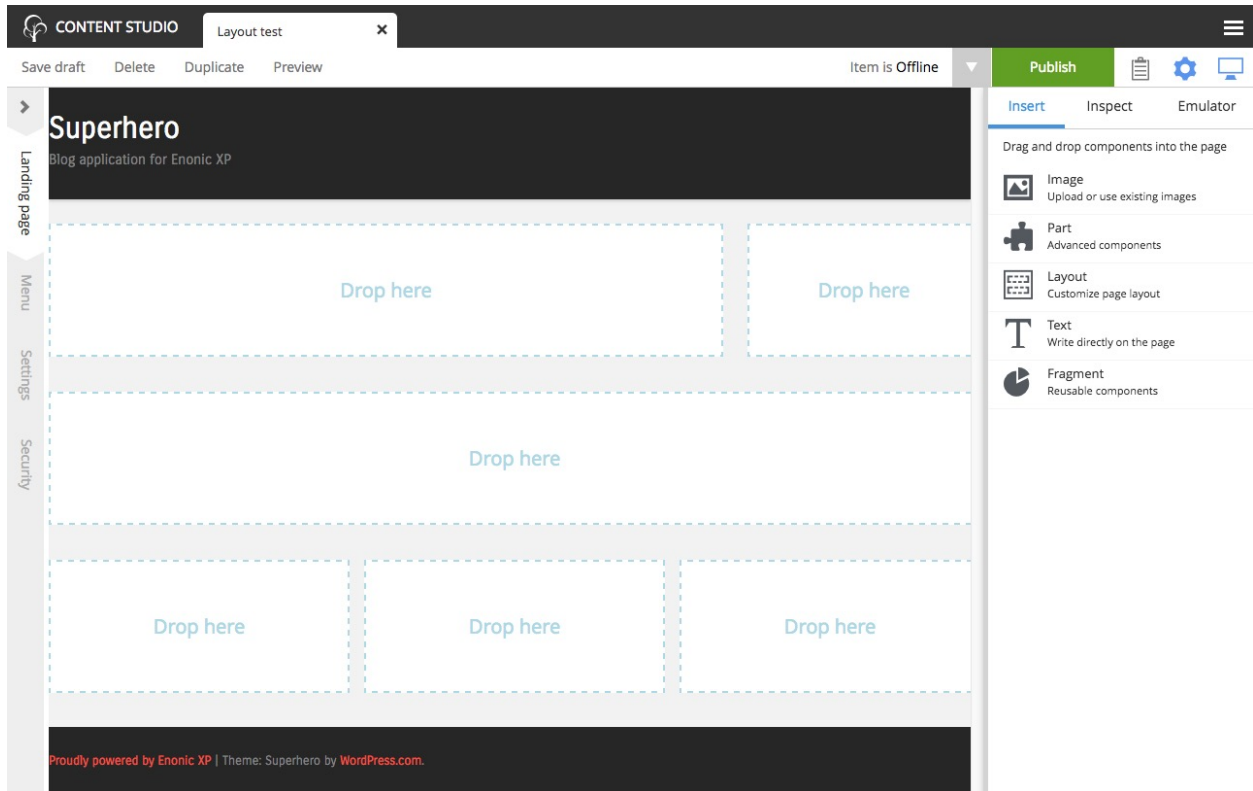 CONTENT STUDIO
Layout test
Save draft Delete Duplicate Preview Item is Offline Publish
Landing page
Menu
Settings
Security
Superhero
Blog application for Enonic XP
Drop here Drop here
Drop here
Drop here Drop here Drop here
Proudly powered by Enonic XP | Theme: Superhero by WordPress.com.
Insert Inspect Emulator
Drag and drop components into the page
Image
Upload or use existing images
Part
Advanced components
Layout
Customize page layout
Text
Write directly on the page
Fragment
Reusable components